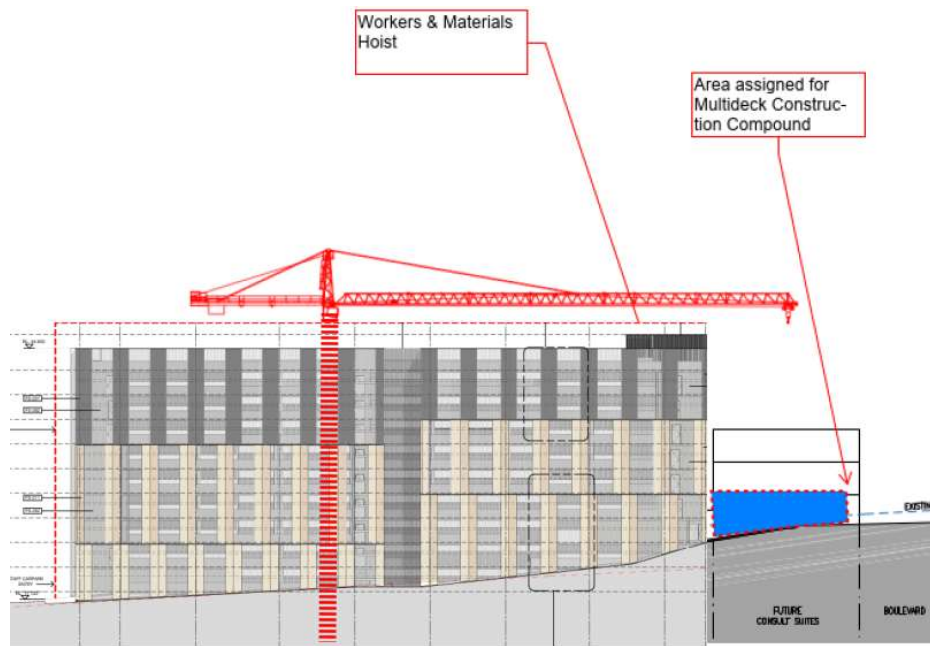 Workers & Materials
Hoist
Area assigned for
Multideck Construc-
tion Compound
EXISTIN
FUTURE
CONSULT SUITES
BOULEVARD